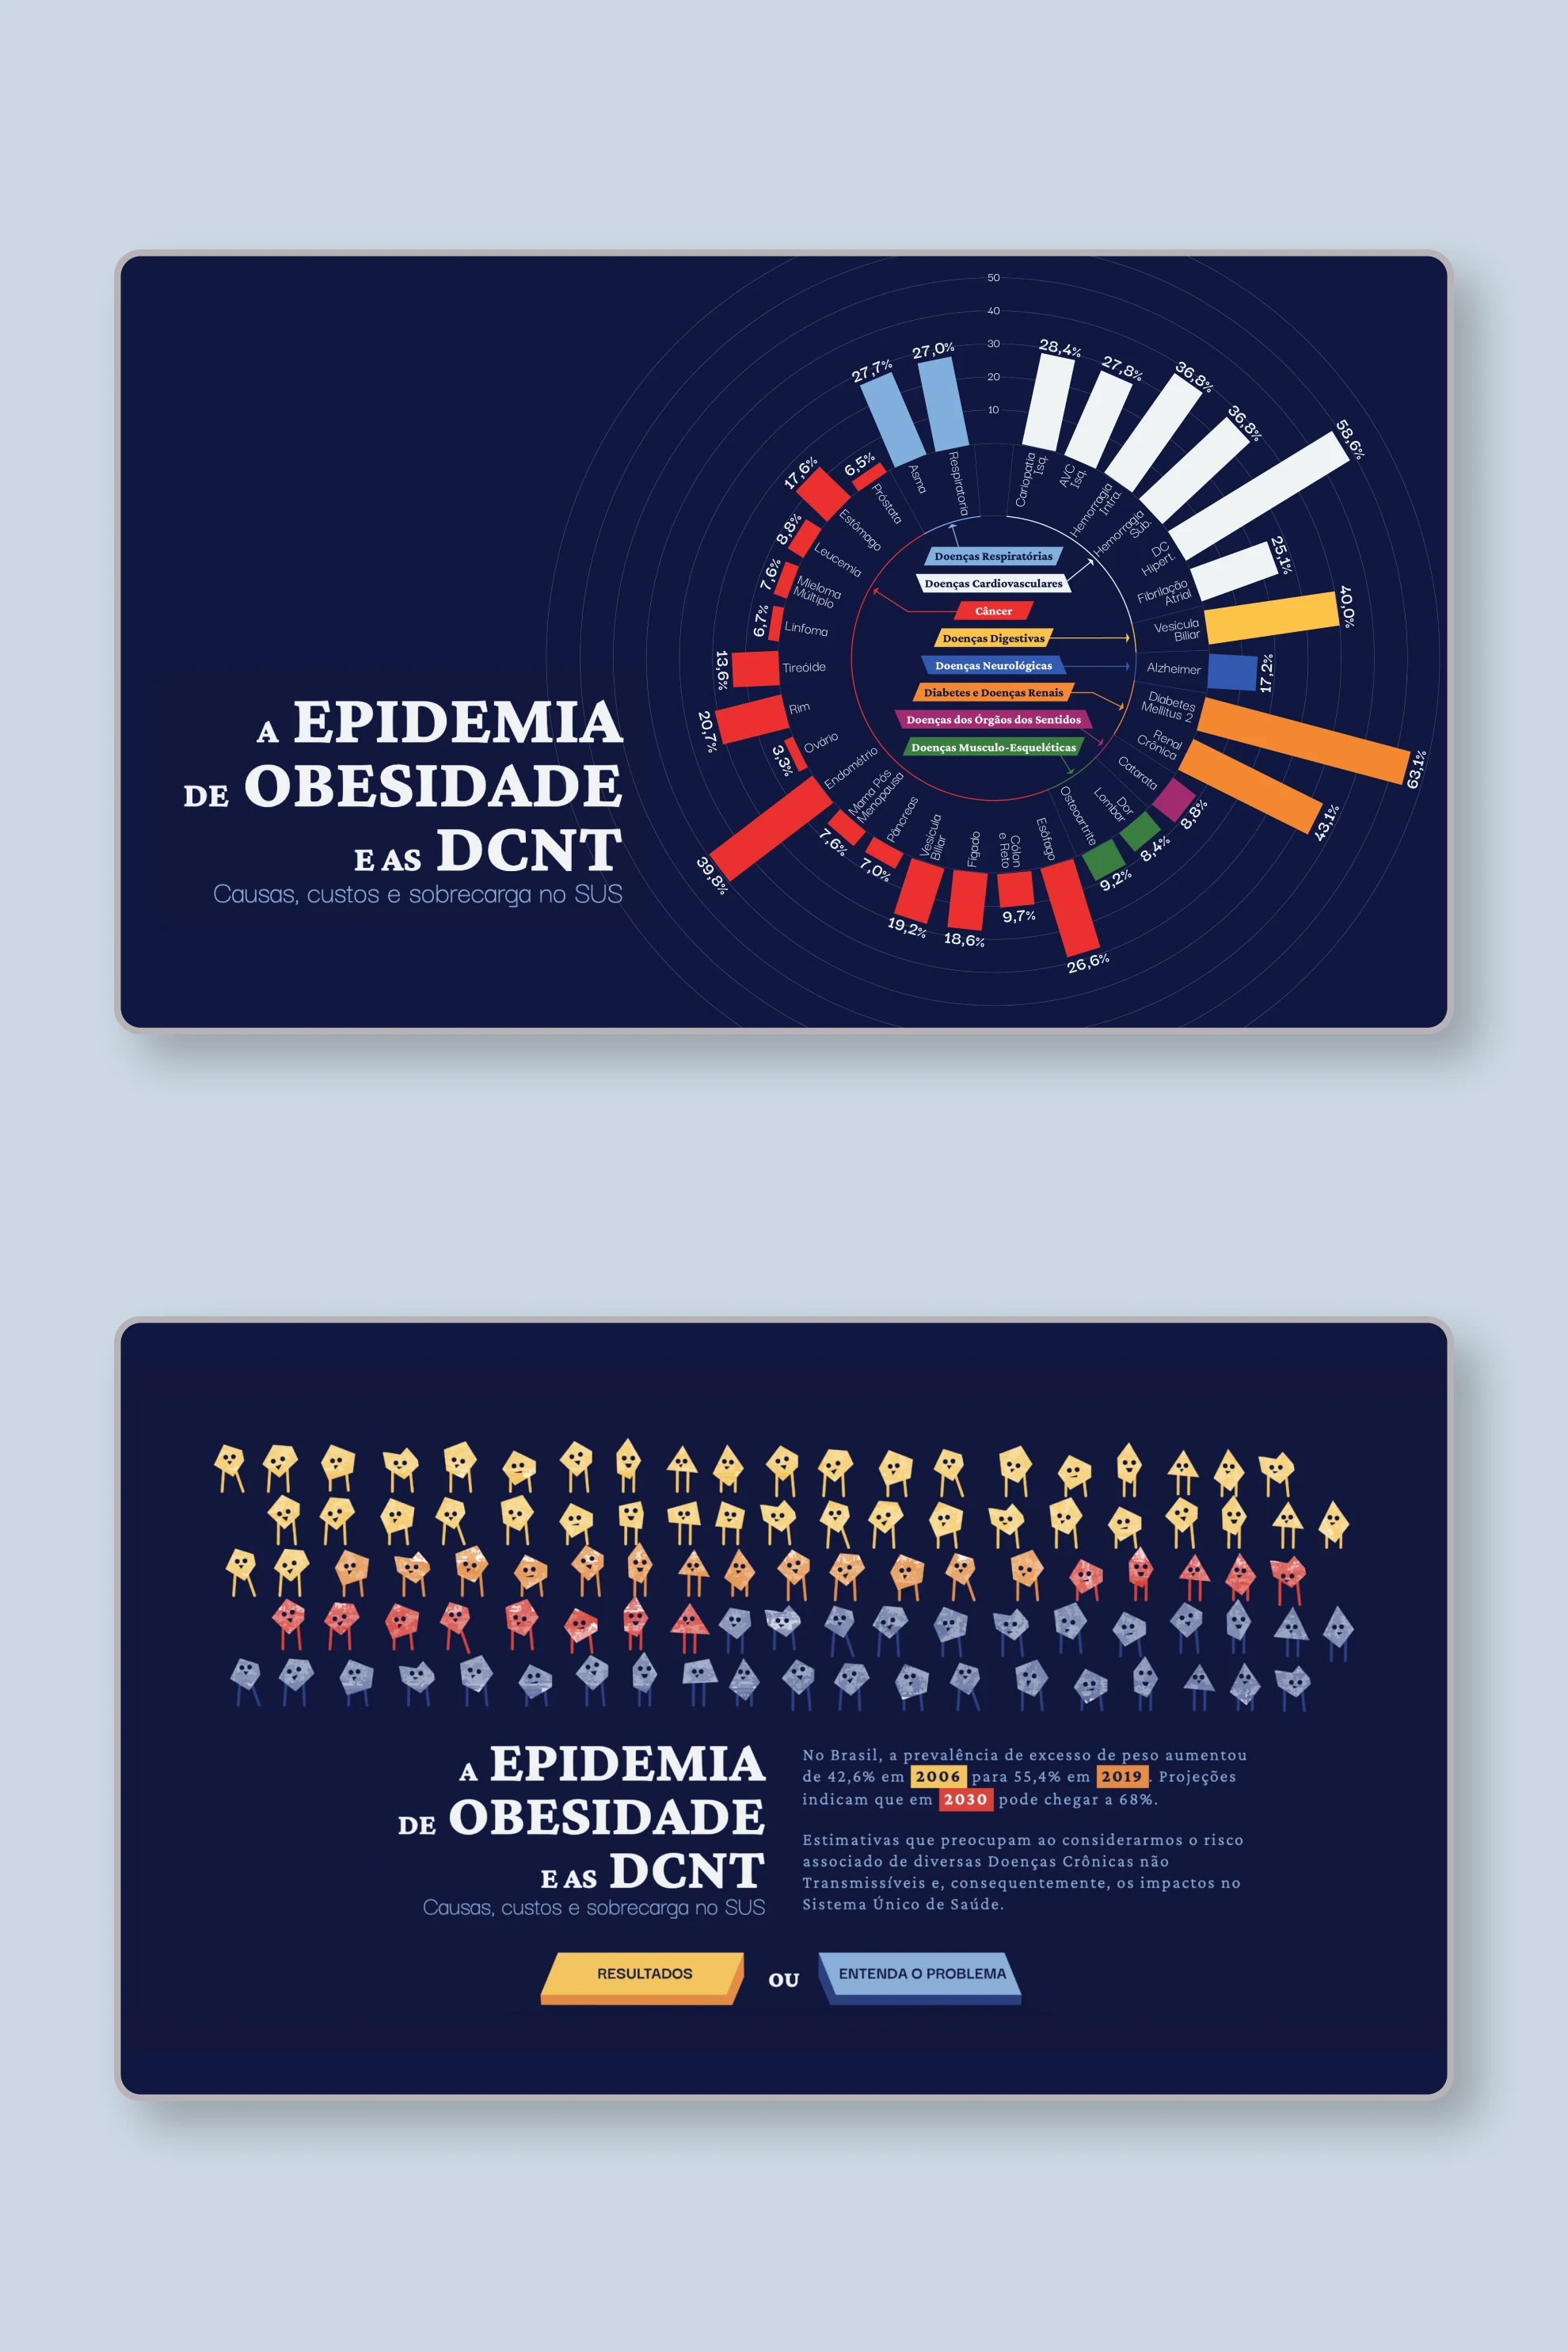 50
40
30
20
10
28,4%
27,8%
36,8%
36,8%
58,6%
25,1%
40,0%
17,2%
63,1%
43,1%
8,8%
8,4%
9,2%
26,6%
9,7%
18,6%
19,2%
7,0%
7,6%
39,8%
3,3%
20,7%
13,6%
6,7%
7,6%
8,8%
17,6%
6,5%
27,7%
27,0%
Cariopatia
Isq.
AVC
Isq.
Hemorragia
Intra.
Hemorragia
Sub.
DC
Hipert.
Fibrilação
Atrial
Vesícula
Biliar
Alzheimer
Diabetes
Mellitus 2
Renal
Crônica
Catarata
Dor
Lombar
Osteoartrite
Esôfago
Cólon
e Reto
Fígado
Vesícula
Biliar
Pâncreas
Mama Pós
Menopausa
Endométrio
Ovário
Rim
Tireóide
Linfoma
Mieloma
Múltiplo
Leucemia
Estômago
Próstata
Asma
Respiratória
Doenças Respiratórias
Doenças Cardiovasculares
Câncer
Doenças Digestivas
Doenças Neurológicas
Diabetes e Doenças Renais
Doenças dos Órgãos dos Sentidos
Doenças Musculo-Esqueléticas
A EPIDEMIA
DE OBESIDADE
E AS DCNT
Causas, custos e sobrecarga no SUS
A EPIDEMIA
DE OBESIDADE
E AS DCNT
Causas, custos e sobrecarga no SUS
No Brasil, a prevalência de excesso de peso aumentou
de 42,6% em 2006 para 55,4% em 2019. Projeções
indicam que em 2030 pode chegar a 68%.
Estimativas que preocupam ao considerarmos o risco
associado de diversas Doenças Crônicas não
Transmissíveis e, consequentemente, os impactos no
Sistema Único de Saúde.
RESULTADOS
OU
ENTENDA O PROBLEMA